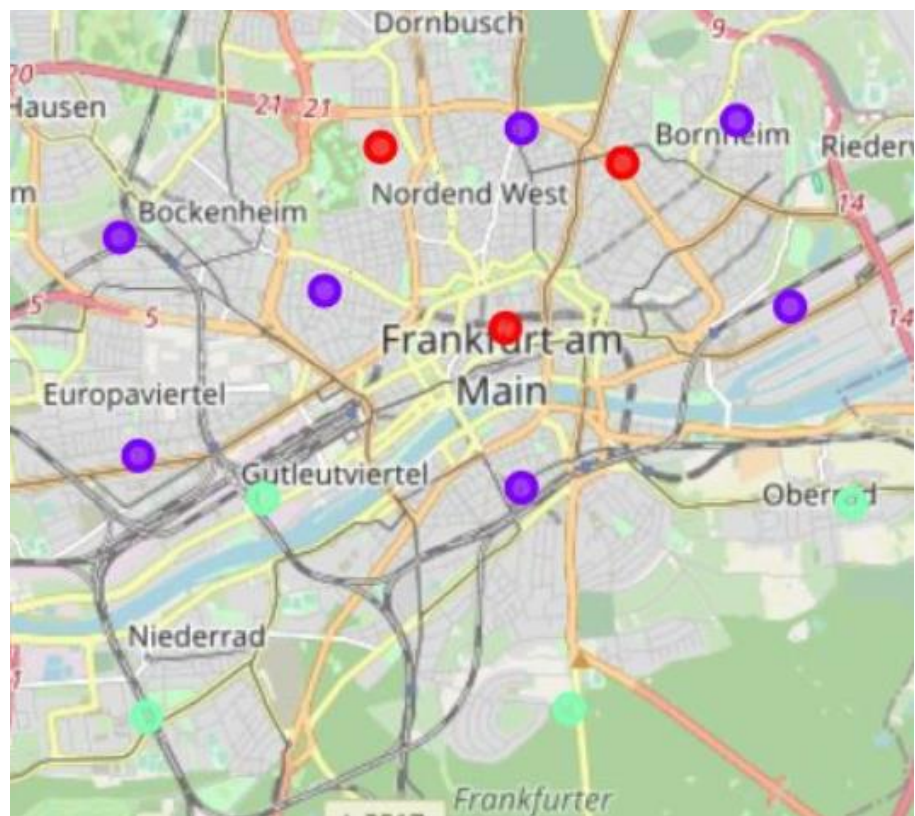 Dornbusch
9
20
21 21
Hausen
Bornheim
Nordend West
14
Bockenheim
5
5
14
Frankfurt am
Main
Europaviertel
Gutleutviertel
Oberrad
Niederrad
Frankfurter